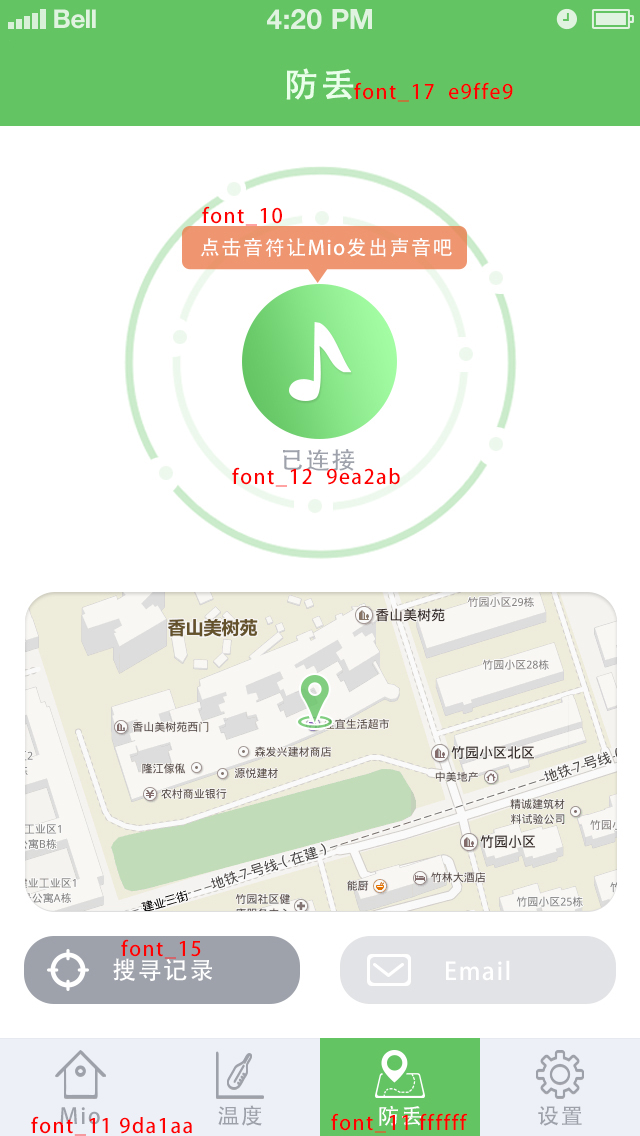 Bell 4:20 PM
防丢
font_17 e9ffe9
font_10
点击音符让Mio发出声音吧
已连接
font_12 9ea2ab
竹园小区29栋
香山美树苑
香山美树苑
竹园小区28栋
香山美树苑西门
宜生活超市
森发兴建材商店
竹园小区北区
隆江傢俬
源悦建材
中美地产
地铁7号线(
农村商业银行
精诚建筑材
料试验公司
工业区1
公寓B栋
竹园小区
地铁7号线(在建)
业工业区1
公寓A栋
能厨
竹林大酒店
建业三街
竹园社区健
竹园小区25栋
font_15
搜寻记录
Email
Mio
温度
防丢
设置
font_11 9da1aa
font_11 ffffff